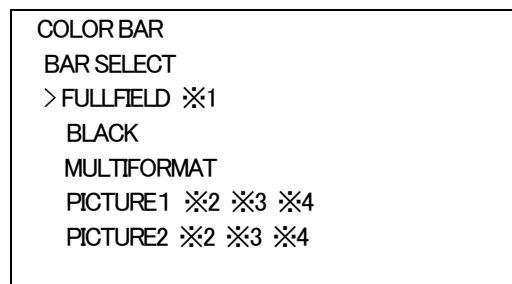 COLOR BAR
BAR SELECT
>FULLFIELD ※1
BLACK
MULTIFORMAT
PICTURE1 ※2 ※3 ※4
PICTURE2 ※2 ※3 ※4